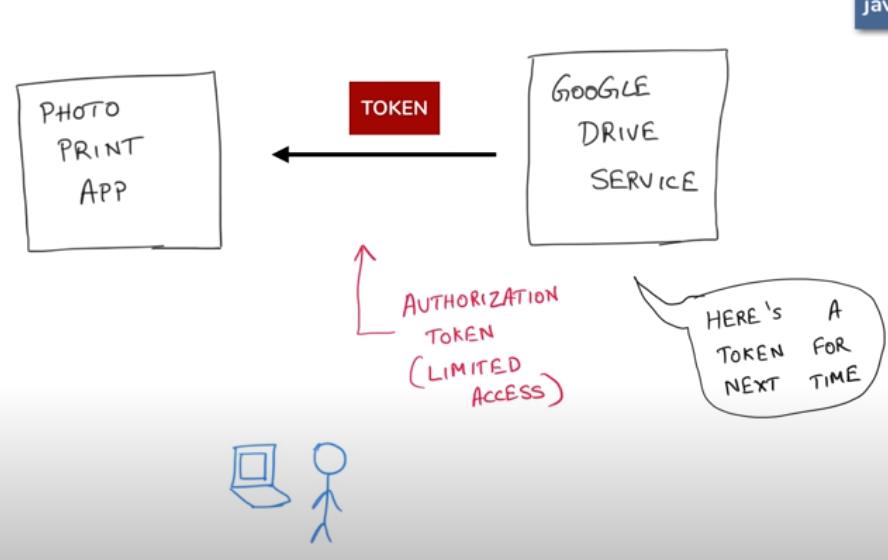 jav
PHOTO
PRINT
APP
TOKEN
GOOGLE
DRIVE
SERVICE
AUTHORIZATION
TOKEN
(LIMITED
ACCESS)
HERE'S A
TOKEN FOR
NEXT TIME